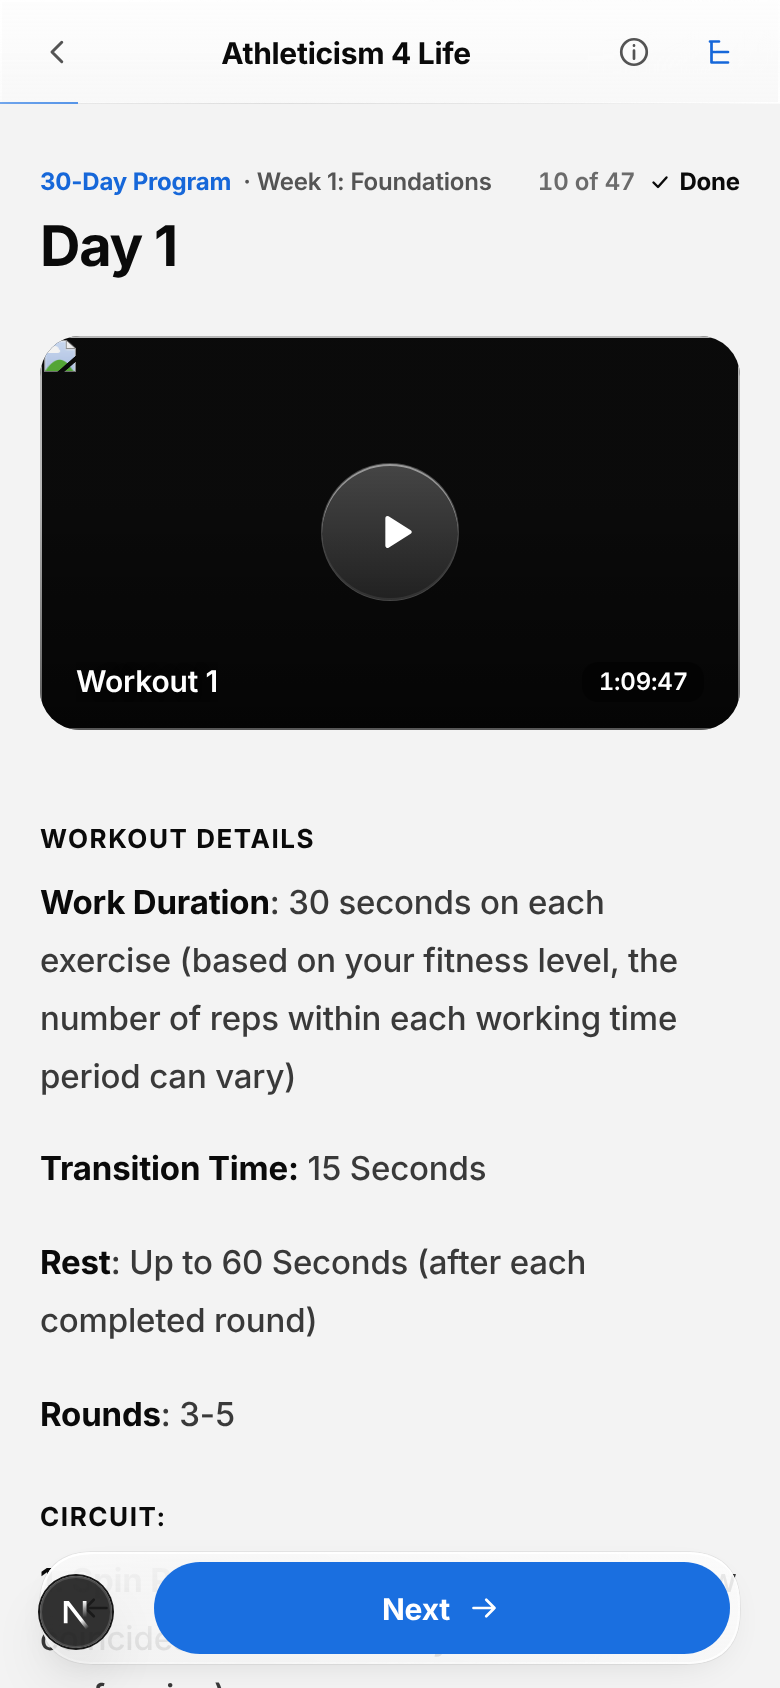 Athleticism 4 Life
30-Day Program · Week 1: Foundations 10 of 47 ✓ Done
Day 1
Workout 1 1:09:47
WORKOUT DETAILS
Work Duration: 30 seconds on each
exercise (based on your fitness level, the
number of reps within each working time
period can vary)
Transition Time: 15 Seconds
Rest: Up to 60 Seconds (after each
completed round)
Rounds: 3-5
CIRCUIT:
N Next →